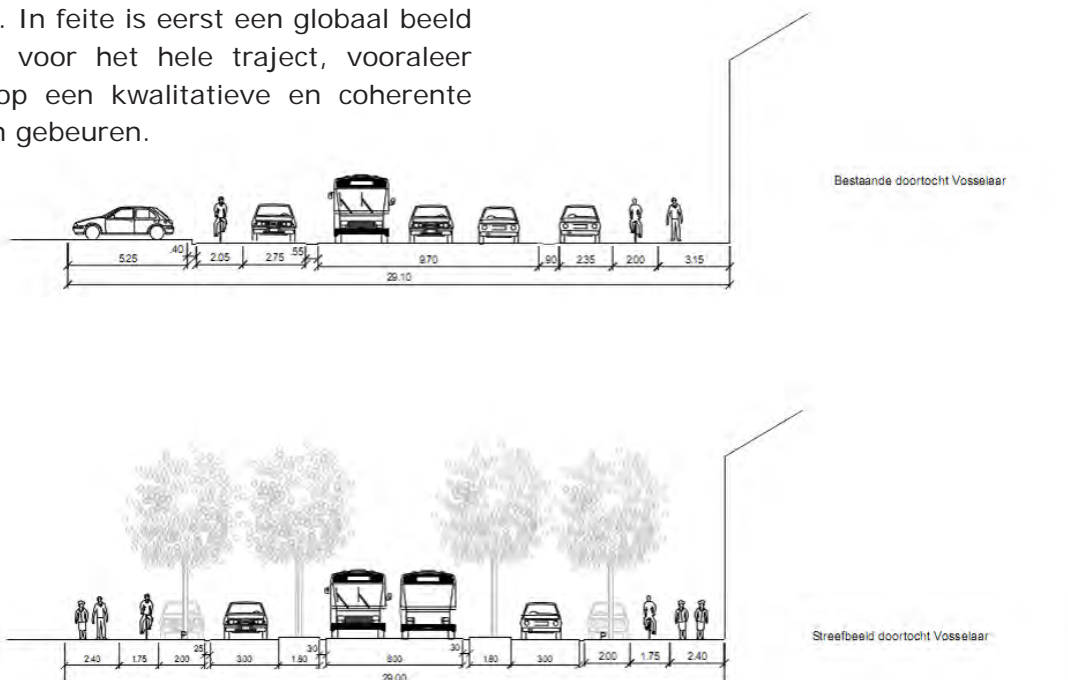 . In feite is eerst een globaal beeld
voor het hele traject, vooraleer
op een kwalitatieve en coherente
n gebeuren.
Bestaande doortocht Vosselaar
5.25 .40 2.05 2.75 .55 9.70 .90 2.35 2.00 3.15
29.10
Streefbeeld doortocht Vosselaar
P P
2.40 1.75 2.00 .25 3.00 1.80 .30 .30 1.80 3.00 2.00 1.75 2.40
29.00